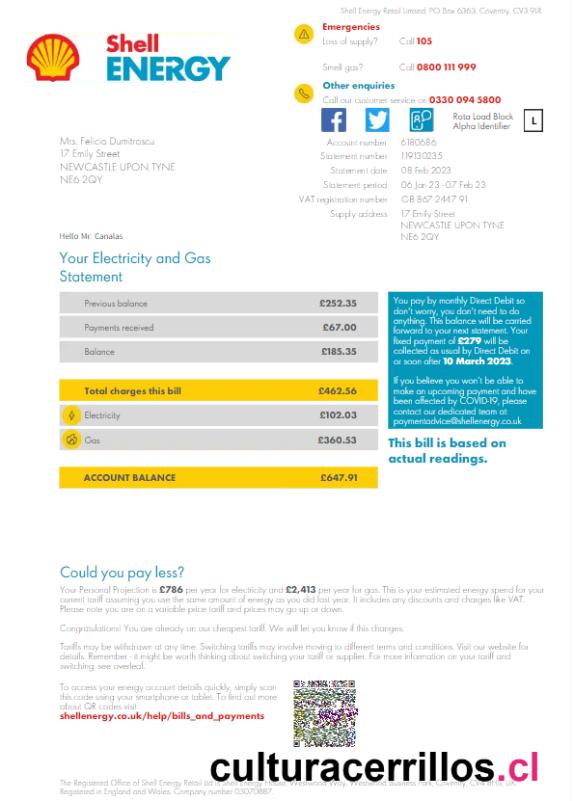 Shell Energy Retail Limited, PO Box 6363, Coventry, CV3 9LR
Shell
ENERGY
Emergencies
Loss of supply? Call 105
Smell gas? Call 0800 111 999
Other enquiries
Call our customer service on 0330 094 5800
Rota Load Block
Alpha Identifier
L
Mrs. Felicia Dumitrascu
17 Emily Street
NEWCASTLE UPON TYNE
NE6 2QY
Account number 6180686
Statement number 119130235
Statement date 08 Feb 2023
Statement period 06 Jan 23 - 07 Feb 23
VAT registration number GB 867 2447 91
Supply address 17 Emily Street
NEWCASTLE UPON TYNE
NE6 2QY
Hello Mr. Canalas
Your Electricity and Gas
Statement
Previous balance £252.35
Payments received £67.00
Balance £185.35
Total charges this bill £462.56
Electricity £102.03
Gas £360.53
ACCOUNT BALANCE £647.91
You pay by monthly Direct Debit so
don't worry, you don't need to do
anything. This balance will be carried
forward to your next statement. Your
fixed payment of £279 will be
collected as usual by Direct Debit on
or soon after 10 March 2023.
If you believe you won't be able to
make an upcoming payment and have
been affected by COVID-19, please
contact our dedicated team at
paymentadvice@shellenergy.co.uk
This bill is based on
actual readings.
Could you pay less?
Your Personal Projection is £786 per year for electricity and £2,413 per year for gas. This is your estimated energy spend for your
current tariff assuming you use the same amount of energy as you did last year. It includes any discounts and charges like VAT.
Please note you are on a variable price tariff and prices may go up or down.
Congratulations! You are already on our cheapest tariff. We will let you know if this changes.
Tariffs may be withdrawn at any time. Switching tariffs may involve moving to different terms and conditions. Visit our website for
details. Remember - it might be worth thinking about switching your tariff or supplier. For more information on your tariff and
switching, see overleaf.
To access your energy account details quickly, simply scan
this code using your smartphone or tablet. To find out more
about QR codes visit
shellenergy.co.uk/help/bills_and_payments
culturacerrillos.cl
The Registered Office of Shell Energy Retail Ltd is Shell Energy House, Westwood Way, Westwood Business Park, Coventry, CV4 8HS, UK.
Registered in England and Wales. Company number 05070887.